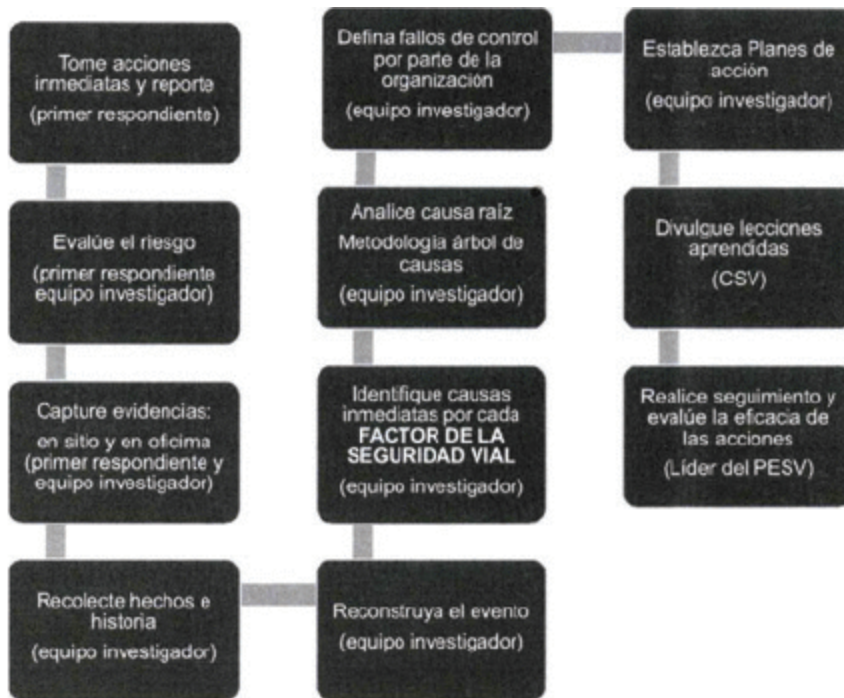 Tome acciones
inmediatas y reporte
(primer respondiente)
Evalúe el riesgo
(primer respondiente
equipo investigador)
Capture evidencias:
en sitio y en oficima
(primer respondiente y
equipo investigador)
Recolecte hechos e
historia
(equipo investigador)
Reconstruya el evento
(equipo investigador)
Identifique causas
inmediatas por cada
FACTOR DE LA
SEGURIDAD VIAL
(equipo investigador)
Analice causa raíz
Metodología árbol de
causas
(equipo investigador)
Defina fallos de control
por parte de la
organización
(equipo investigador)
Establezca Planes de
acción
(equipo investigador)
Divulgue lecciones
aprendidas
(CSV)
Realice seguimiento y
evalúe la eficacia de
las acciones
(Líder del PESV)